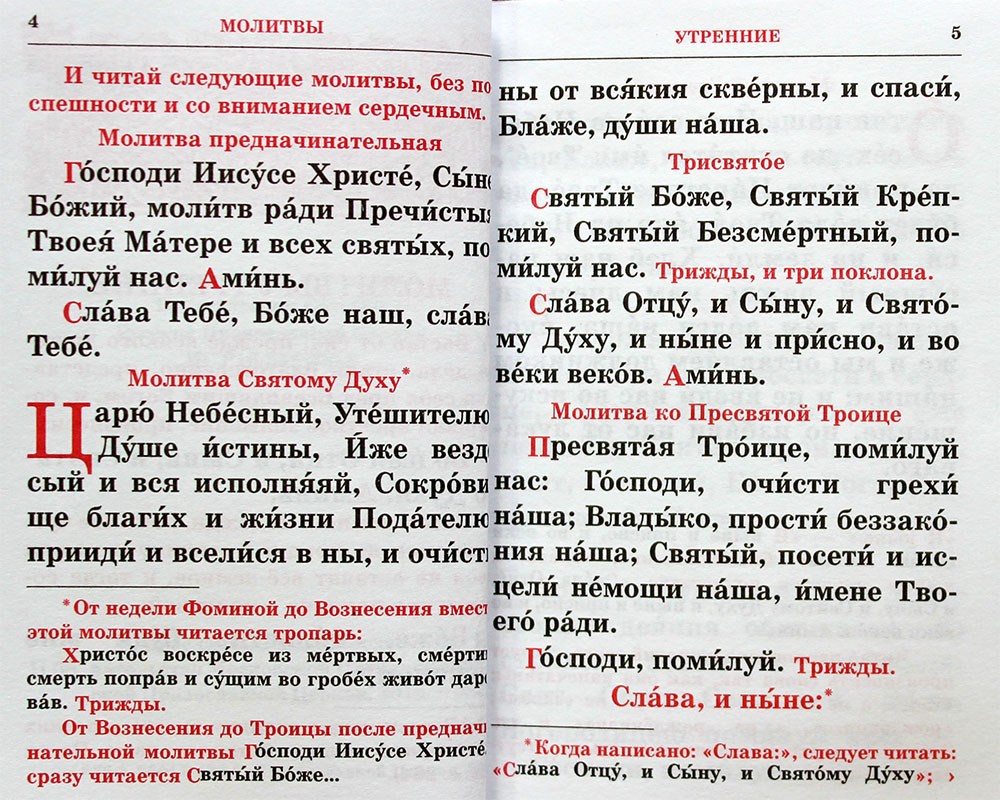 4 МОЛИТВЫ
И читай следующие молитвы, без по
спешности и со вниманием сердечным.
Молитва предначинательная
Го́споди Иису́се Христе́, Сы́не
Бо́жий, моли́тв ра́ди Пречи́стыя
Твоея́ Ма́тере и всех святы́х, по
ми́луй нас. Ами́нь.
Сла́ва Тебе́, Бо́же наш, сла́ва
Тебе́.
Молитва Святому Духу*
Царю́ Небе́сный, Уте́шителю
Ду́ше и́стины, И́же везде
сый и вся исполня́яй, Сокро́ви
ще благи́х и жи́зни Пода́телю
прииди́ и всели́ся в ны, и очи́сти
*От недели Фоминой до Вознесения вмест
этой молитвы читается тропарь:
Христо́с воскре́се из ме́ртвых, сме́рти
смерть попра́в и су́щим во гробе́х живо́т даро
ва́в. Трижды.
От Вознесения до Троицы после предначи
нательной молитвы Го́споди Иису́се Христе́
сразу читается Святы́й Бо́же...
УТРЕННИЕ 5
ны от вся́кия скве́рны, и спаси́,
Бла́же, ду́ши на́ша.
Трисвято́е
Святы́й Бо́же, Святы́й Кре́п-
кий, Святы́й Безсме́ртный, по-
ми́луй нас. Трижды, и три поклона.
Сла́ва Отцу́, и Сы́ну, и Свято́-
му Ду́ху, и ны́не и при́сно, и во
ве́ки веко́в. Ами́нь.
Молитва ко Пресвятой Троице
Пресвята́я Тро́ице, поми́луй
нас: Го́споди, очи́сти грехи́
на́ша; Влады́ко, прости́ беззако́-
ния на́ша; Святы́й, посети́ и ис-
цели́ не́мощи на́ша, и́мене Тво-
его́ ра́ди.
Го́споди, поми́луй. Трижды.
Сла́ва, и ны́не:*
*Когда написано: «Слава:», следует читать:
«Сла́ва Отцу́, и Сы́ну, и Свято́му Ду́ху»; ›